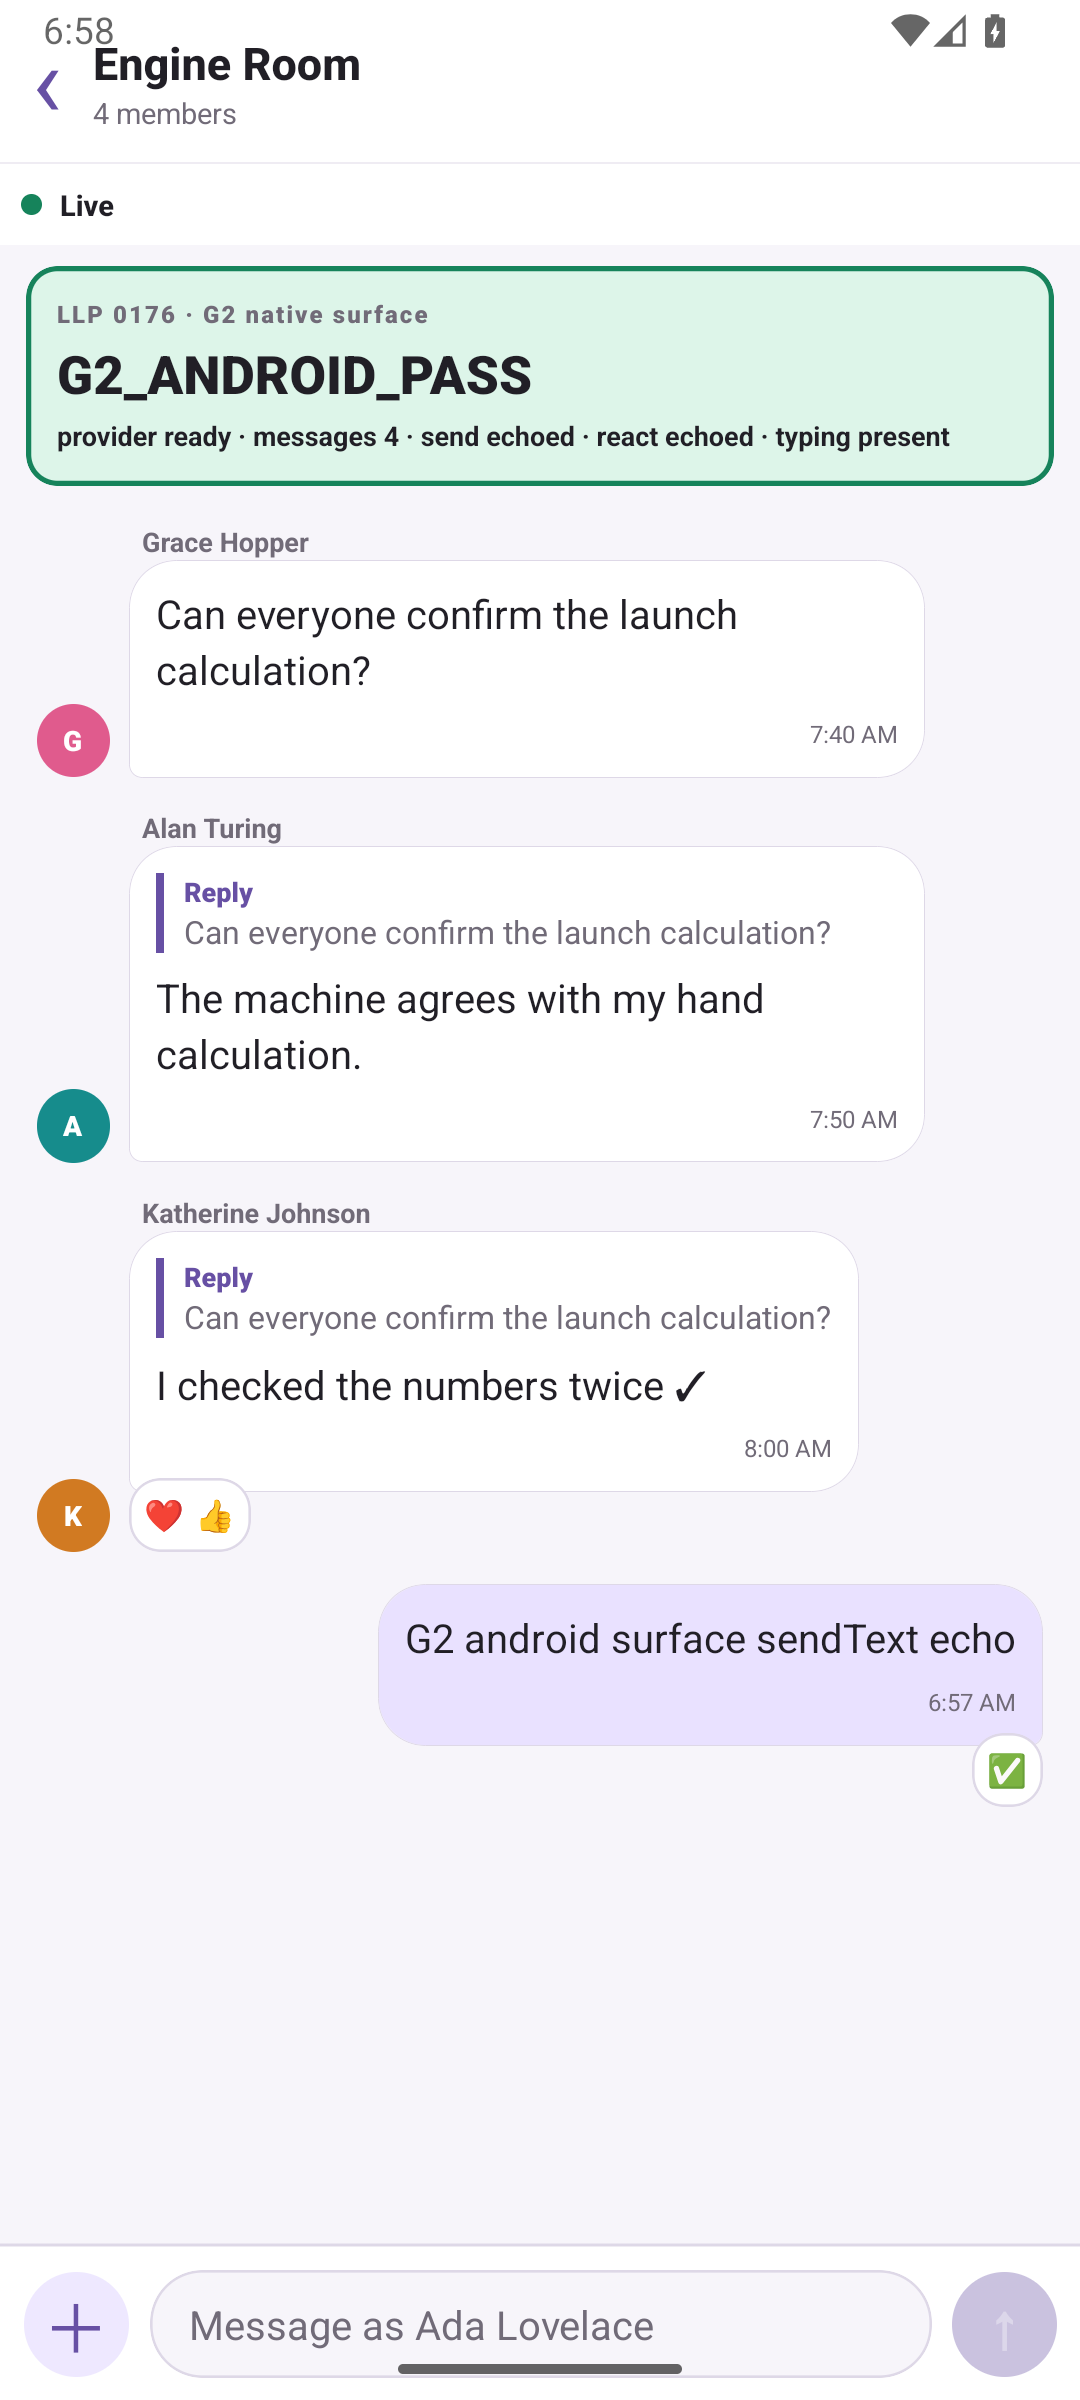 6:58
Engine Room
4 members
Live
LLP 0176 · G2 native surface
G2_ANDROID_PASS
provider ready · messages 4 · send echoed · react echoed · typing present
Grace Hopper
Can everyone confirm the launch
calculation?
7:40 AM
G
Alan Turing
Reply
Can everyone confirm the launch calculation?
The machine agrees with my hand
calculation.
7:50 AM
A
Katherine Johnson
Reply
Can everyone confirm the launch calculation?
I checked the numbers twice ✓
8:00 AM
K
❤️ 👍
G2 android surface sendText echo
6:57 AM
✅
Message as Ada Lovelace